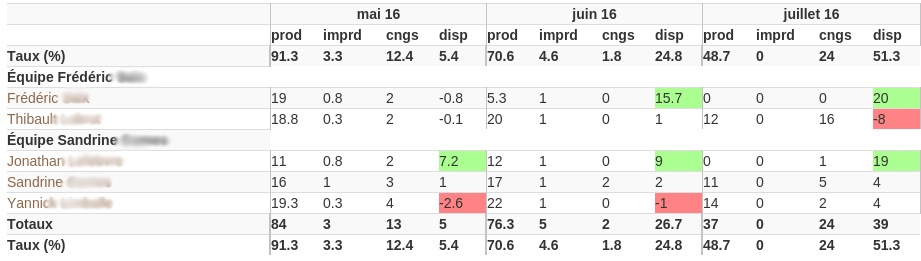 mai 16 juin 16 juillet 16
prod imprd cngs disp prod imprd cngs disp prod imprd cngs disp
Taux (%) 91.3 3.3 12.4 5.4 70.6 4.6 1.8 24.8 48.7 0 24 51.3
Équipe Frédéric
Frédéric 19 0.8 2 -0.8 5.3 1 0 15.7 0 0 0 20
Thibault 18.8 0.3 2 -0.1 20 1 0 1 12 0 16 -8
Équipe Sandrine
Jonathan 11 0.8 2 7.2 12 1 0 9 0 0 1 19
Sandrine 16 1 3 1 17 1 2 2 11 0 5 4
Yannick 19.3 0.3 4 -2.6 22 1 0 -1 14 0 2 4
Totaux 84 3 13 5 76.3 5 2 26.7 37 0 24 39
Taux (%) 91.3 3.3 12.4 5.4 70.6 4.6 1.8 24.8 48.7 0 24 51.3